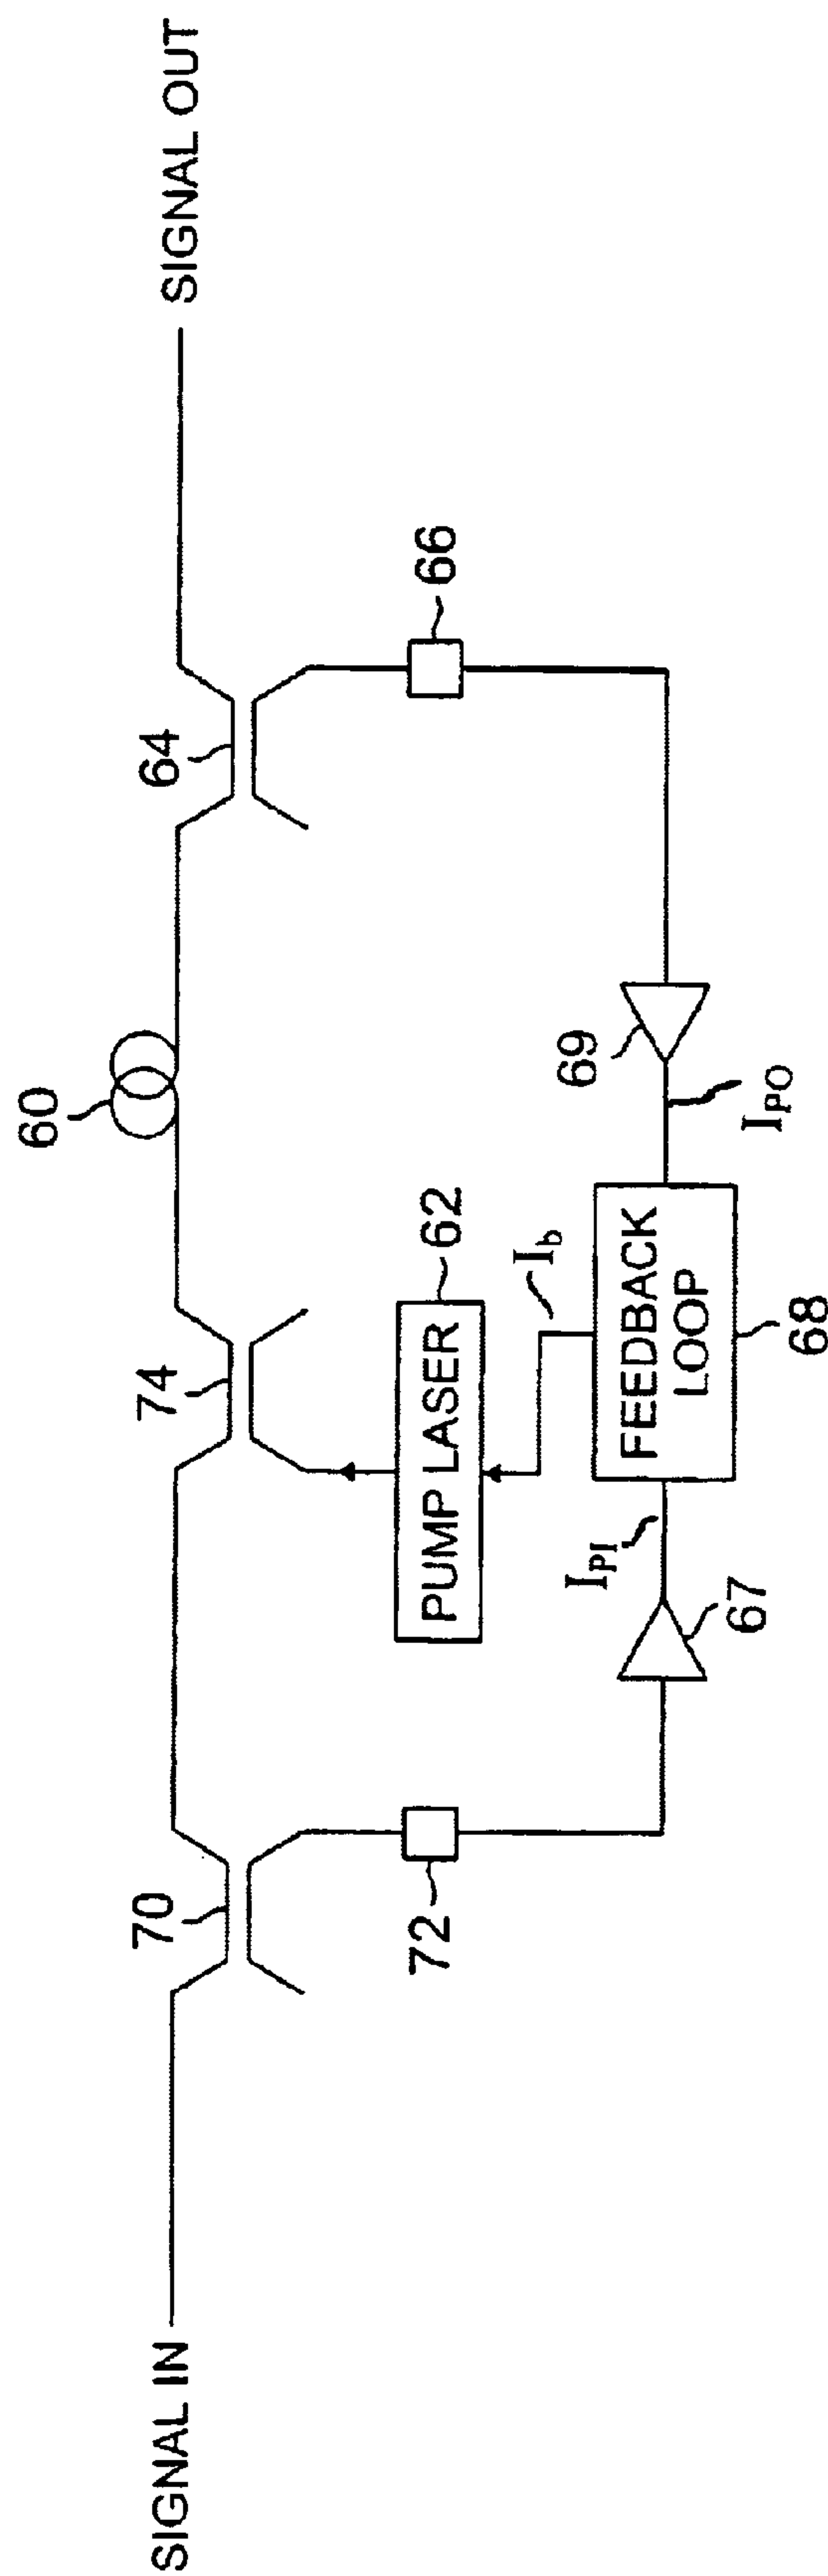 SIGNAL IN
SIGNAL OUT
70
74
60
64
72
PUMP LASER
62
66
I_b
I_PI
67
FEEDBACK
LOOP
68
69
I_PO